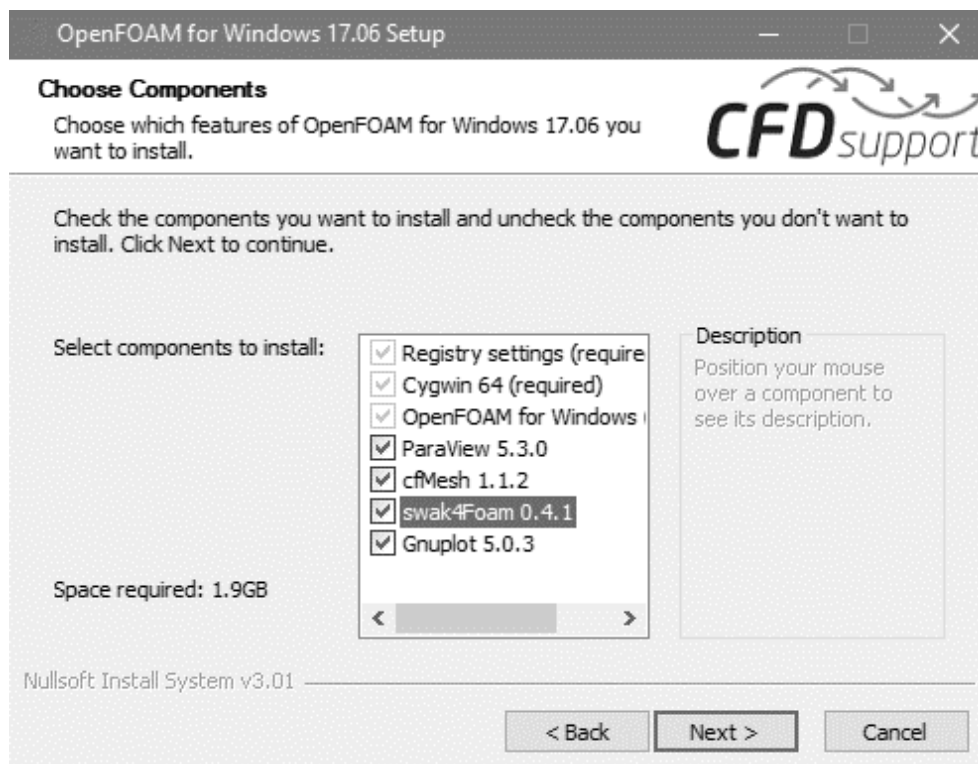 OpenFOAM for Windows 17.06 Setup
Choose Components
Choose which features of OpenFOAM for Windows 17.06 you
want to install.
CFD support
Check the components you want to install and uncheck the components you don't want to
install. Click Next to continue.
Select components to install:
Registry settings (require
Cygwin 64 (required)
OpenFOAM for Windows (
ParaView 5.3.0
cfMesh 1.1.2
swak4Foam 0.4.1
Gnuplot 5.0.3
Description
Position your mouse
over a component to
see its description.
Space required: 1.9GB
Nullsoft Install System v3.01
< Back
Next >
Cancel